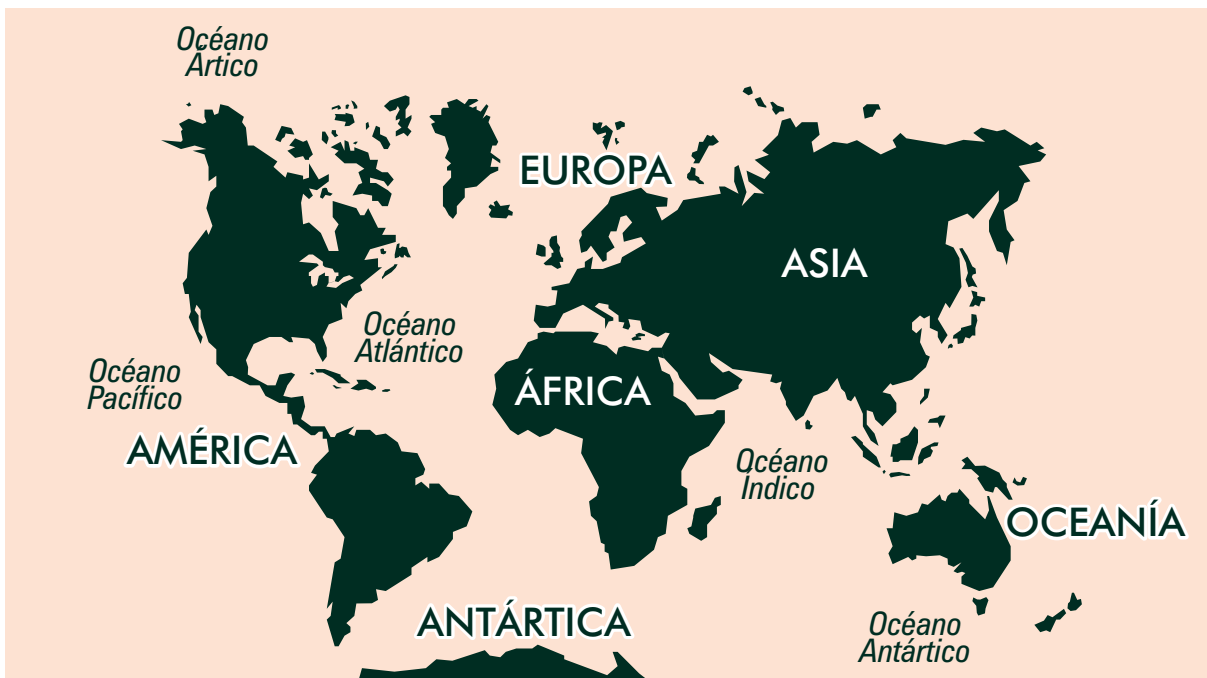 Océano
Ártico
EUROPA
ASIA
Océano
Atlántico
Océano
Pacífico
ÁFRICA
AMÉRICA
Océano
Índico
OCEANÍA
ANTÁRTICA
Océano
Antártico